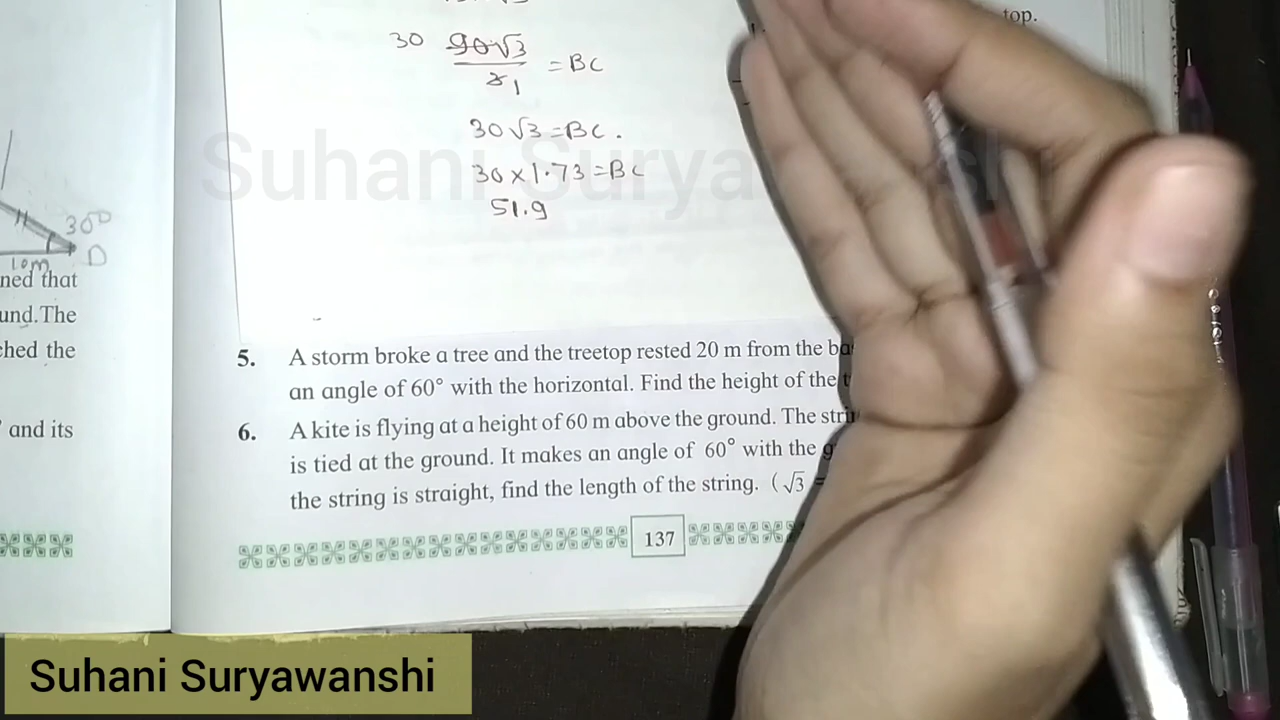 top.
30 90√3
= BC
3 1
30√3 = BC.
30 × 1.73 = BC
51.9
30°
D
10m
ned that
und. The
ched the
and its
5. A storm broke a tree and the treetop rested 20 m from the
an angle of 60° with the horizontal. Find the height of the
6. A kite is flying at a height of 60 m above the ground. The
is tied at the ground. It makes an angle of 60° with the
the string is straight, find the length of the string. (√3 =
137
Suhani Suryawanshi
Suhani Suryawanshi